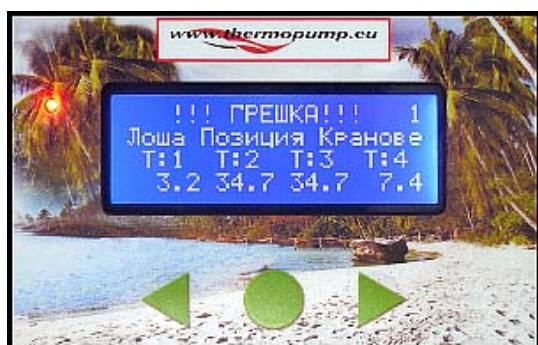 www.thermopump.eu
!!! ГРЕШКА!!! 1
Лоша Позиция Кранове
T:1 T:2 T:3 T:4
3.2 34.7 34.7 7.4